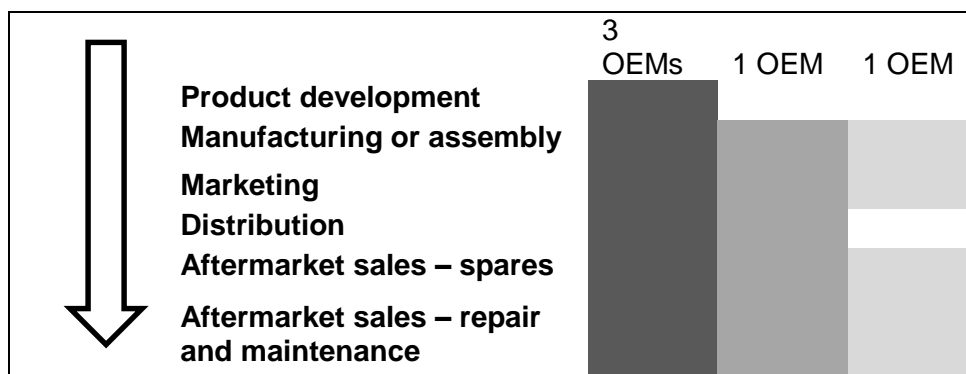 3
OEMs 1 OEM 1 OEM
Product development
Manufacturing or assembly
Marketing
Distribution
Aftermarket sales – spares
Aftermarket sales – repair
and maintenance